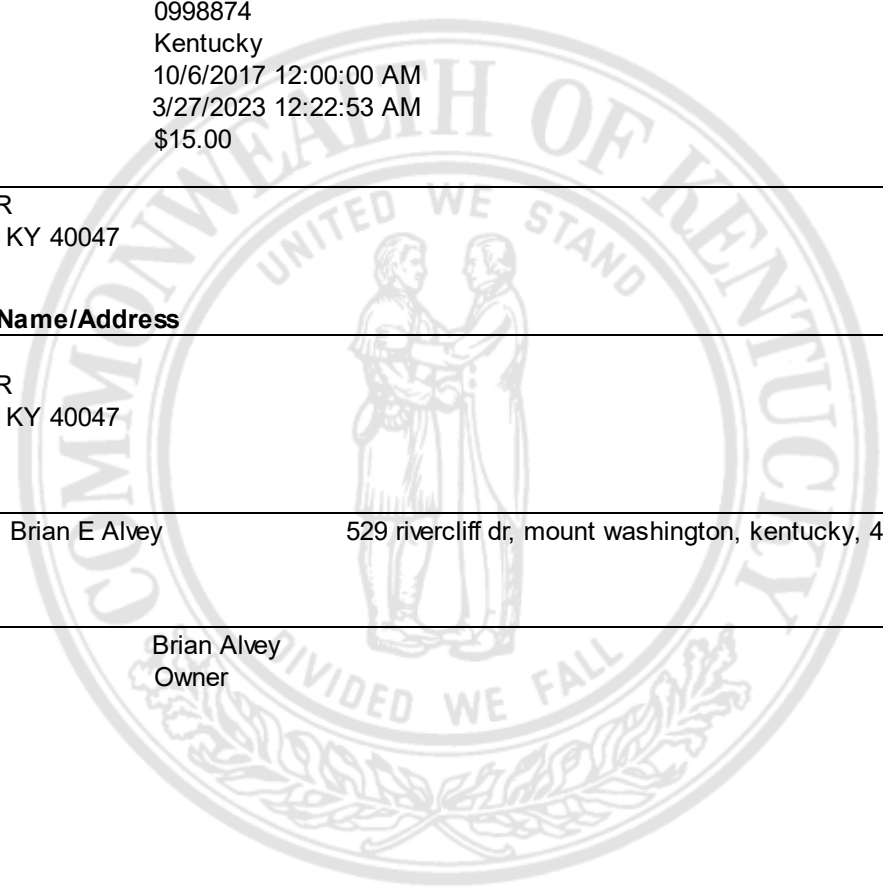 0998874
Kentucky
10/6/2017 12:00:00 AM
3/27/2023 12:22:53 AM
$15.00
R
KY 40047
Name/Address
R
KY 40047
Brian E Alvey 529 rivercliff dr, mount washington, kentucky, 4
Brian Alvey
Owner
COMMONWEALTH OF KENTUCKY
UNITED WE STAND
DIVIDED WE FALL